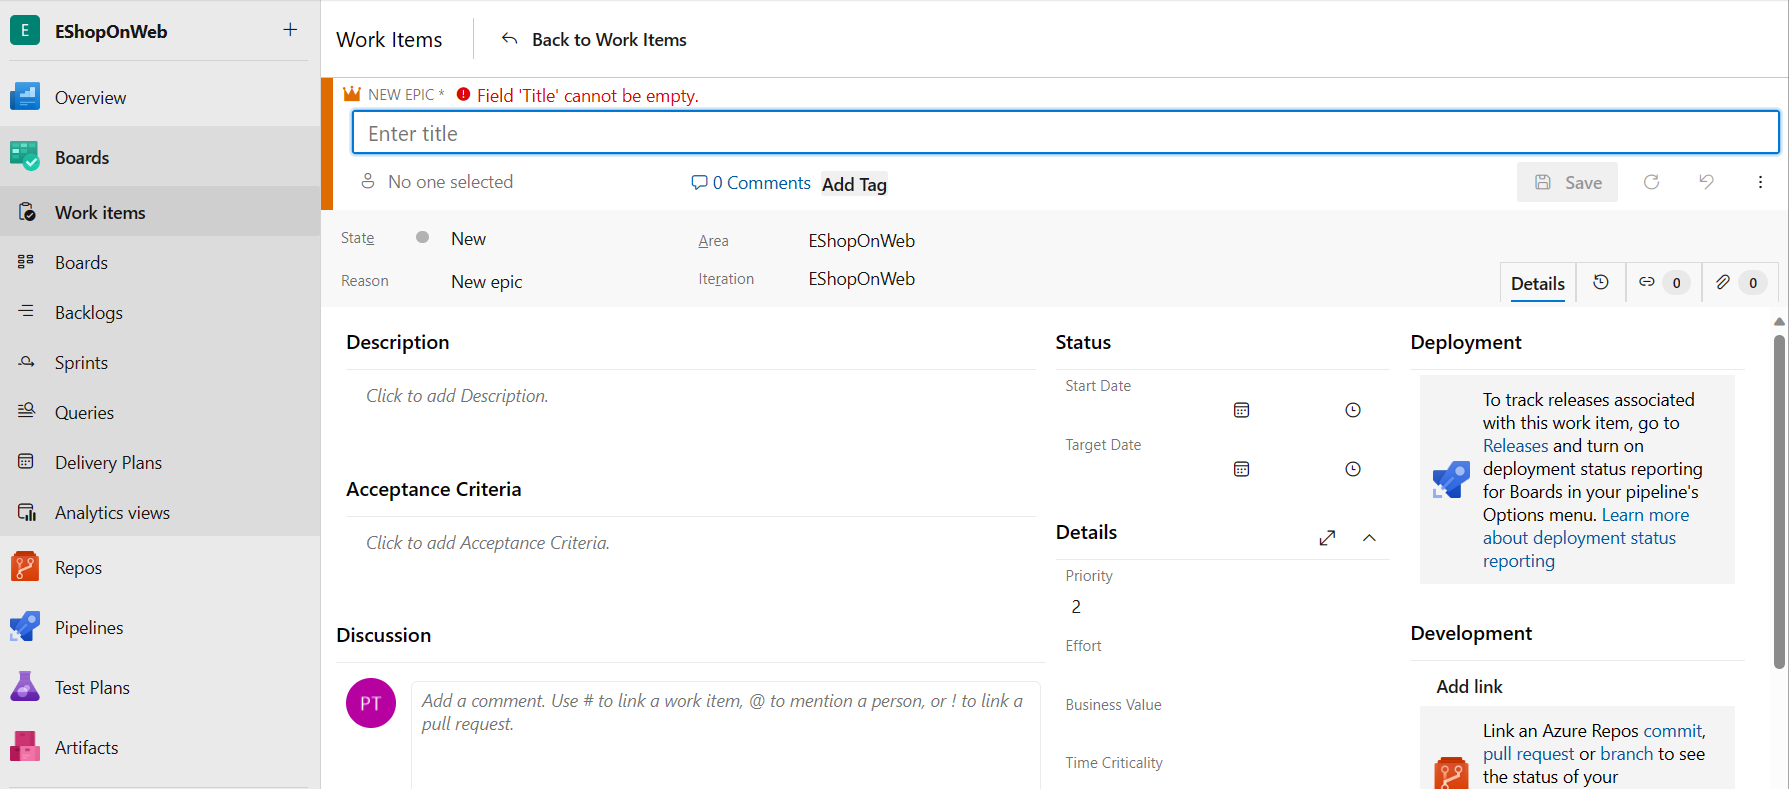 E EShopOnWeb
Overview
Boards
Work items
Boards
Backlogs
Sprints
Queries
Delivery Plans
Analytics views
Repos
Pipelines
Test Plans
Artifacts
Work Items
Back to Work Items
NEW EPIC * Field 'Title' cannot be empty.
Enter title
No one selected
0 Comments
Add Tag
Save
State New
Reason New epic
Area EShopOnWeb
Iteration EShopOnWeb
Details
0
0
Description
Click to add Description.
Acceptance Criteria
Click to add Acceptance Criteria.
Discussion
PT
Add a comment. Use # to link a work item, @ to mention a person, or ! to link a
pull request.
Status
Start Date
Target Date
Details
Priority
2
Effort
Business Value
Time Criticality
Deployment
To track releases associated
with this work item, go to
Releases and turn on
deployment status reporting
for Boards in your pipeline's
Options menu. Learn more
about deployment status
reporting
Development
Add link
Link an Azure Repos commit,
pull request or branch to see
the status of your